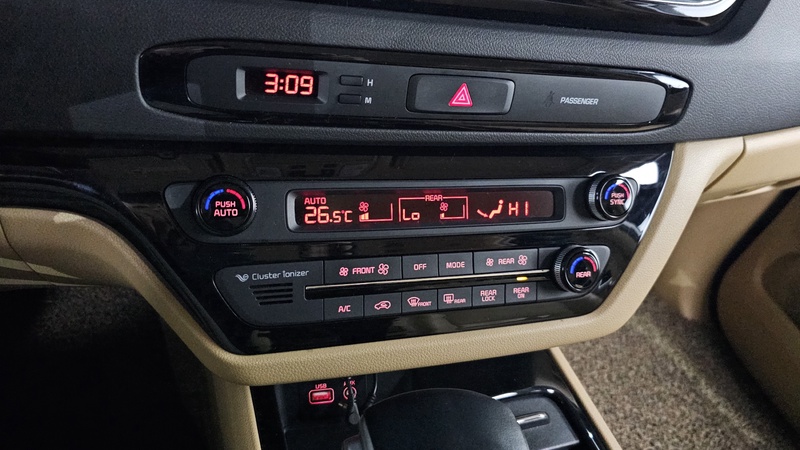 3:09 H
M
PASSENGER
PUSH
AUTO
AUTO
26.5°C
REAR
Lo
HI
PUSH
SYNC
Cluster Ionizer
FRONT
OFF
MODE
REAR
REAR
A/C
FRONT
REAR
REAR
LOCK
REAR
ON
USB